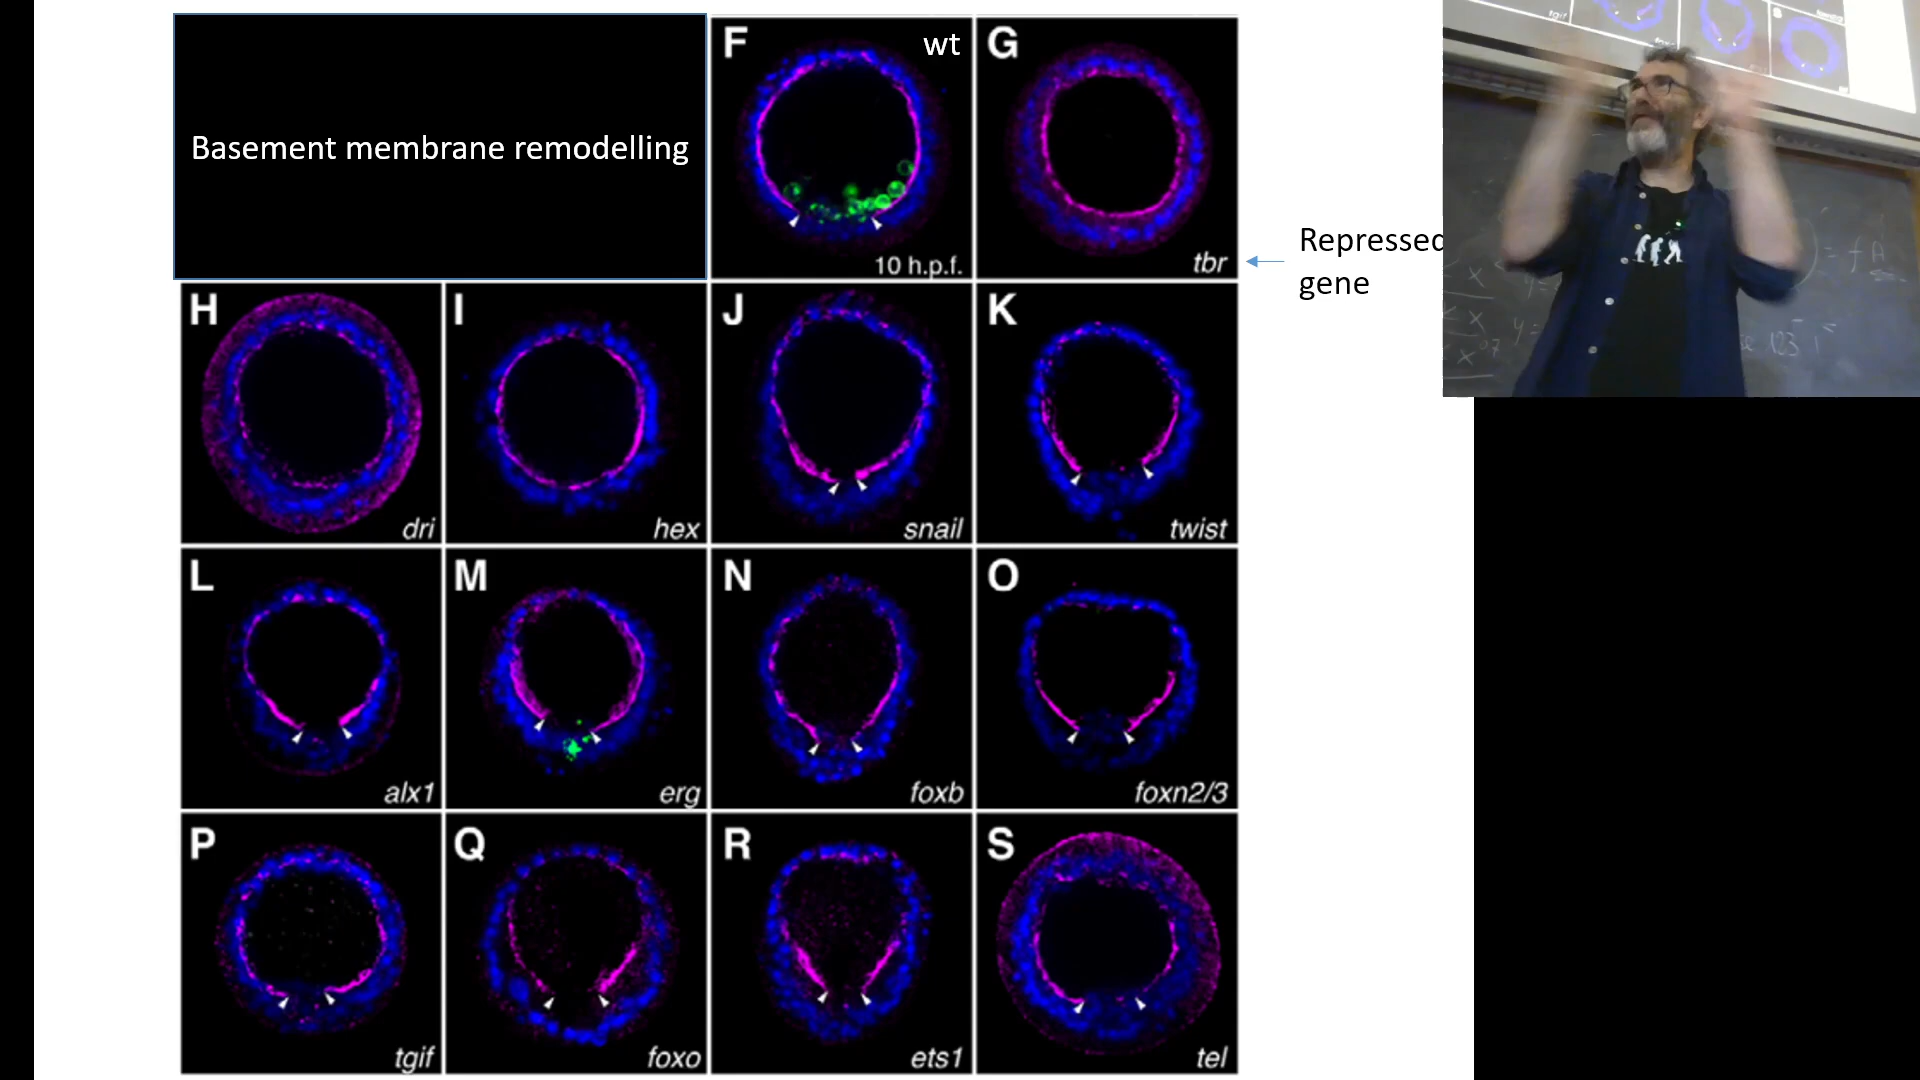 Basement membrane remodelling
F
wt
10 h.p.f.
G
tbr
Repressed
gene
H
dri
I
hex
J
snail
K
twist
L
alx1
M
erg
N
foxb
O
foxn2/3
P
tgif
Q
foxo
R
ets1
S
tel